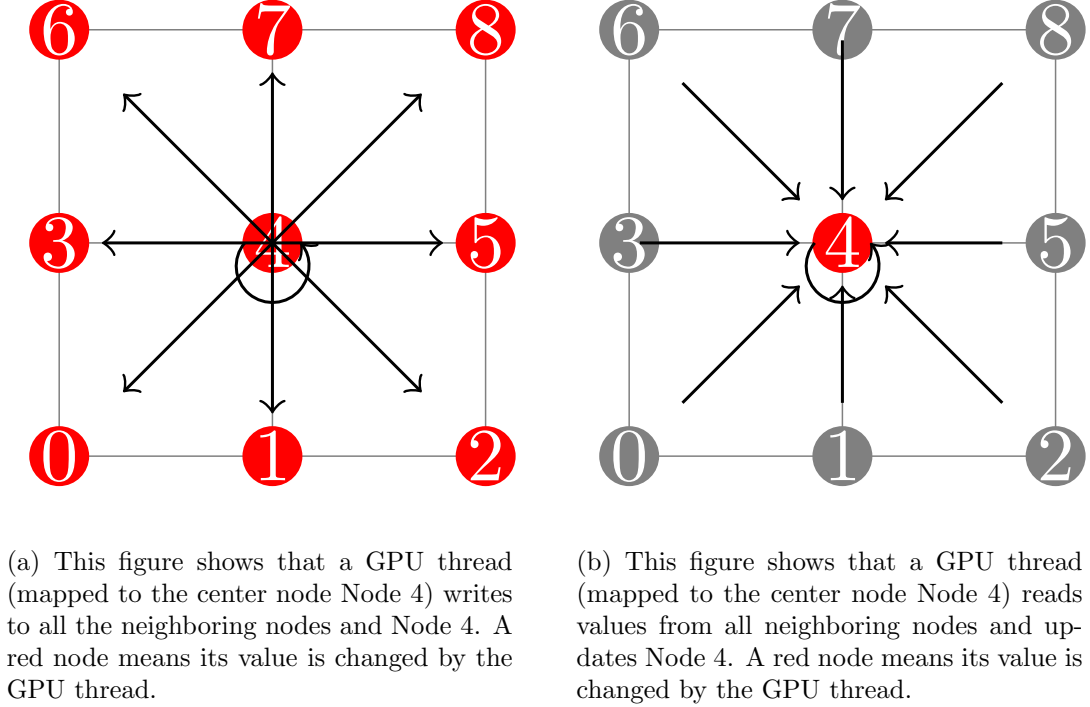 6 7 8
3 4 5
0 1 2
6 7 8
3 4 5
0 1 2
(a) This figure shows that a GPU thread
(mapped to the center node Node 4) writes
to all the neighboring nodes and Node 4. A
red node means its value is changed by the
GPU thread.
(b) This figure shows that a GPU thread
(mapped to the center node Node 4) reads
values from all neighboring nodes and up-
dates Node 4. A red node means its value is
changed by the GPU thread.